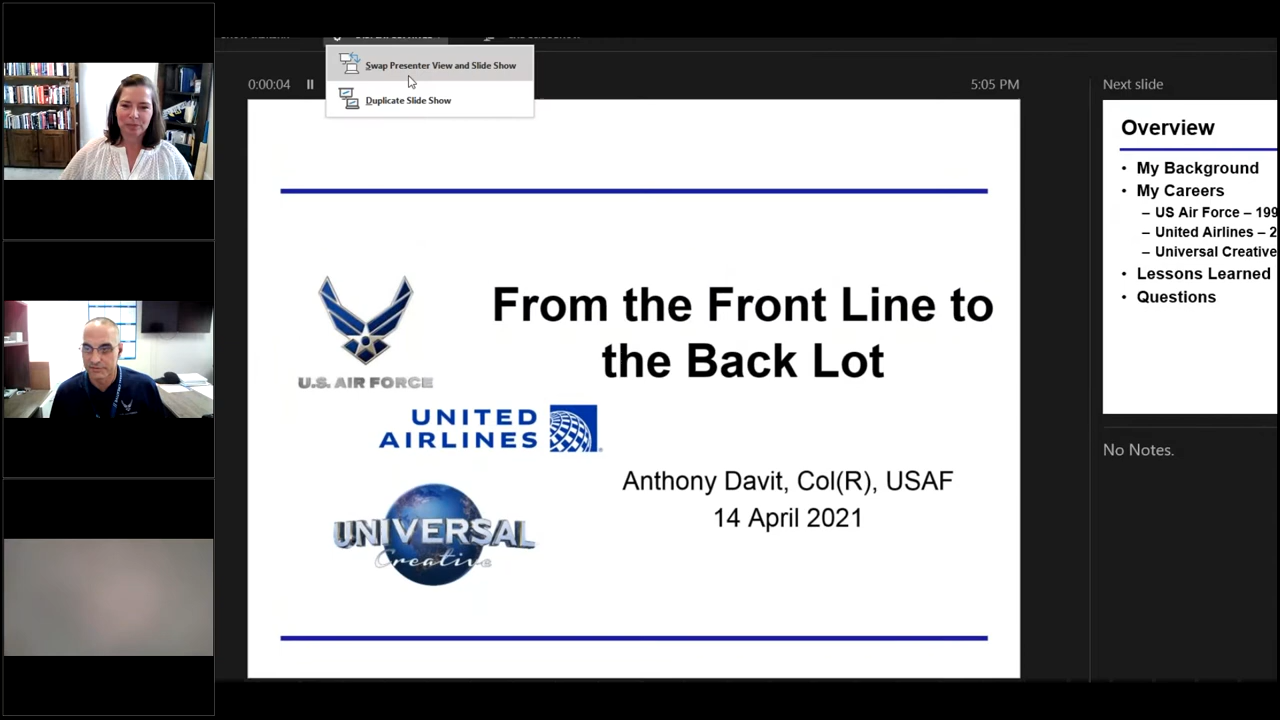 Swap Presenter View and Slide Show
Duplicate Slide Show
0:00:04
5:05 PM
Next slide
From the Front Line to
the Back Lot
U.S. AIR FORCE
UNITED
AIRLINES
UNIVERSAL
Creative
Anthony Davit, Col(R), USAF
14 April 2021
Overview
• My Background
• My Careers
– US Air Force – 199
– United Airlines – 2
– Universal Creative
• Lessons Learned
• Questions
No Notes.